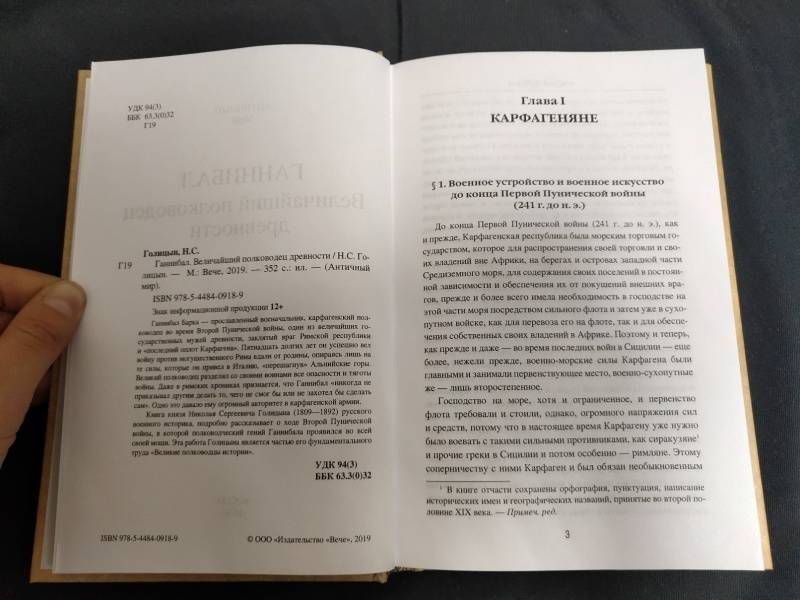 УДК 94(3)
ББК 63.3(0)32
Г19
Голицын, Н.С.
Г19 Ганнибал. Величайший полководец древности / Н.С. Го-
лицын. — М.: Вече, 2019. — 352 с.: ил. — (Античный
мир).
ISBN 978-5-4484-0918-9
Знак информационной продукции 12+
Ганнибал Барка — прославленный военачальник, карфагенский пол-
ководец во время Второй Пунической войны, один из величайших го-
сударственных мужей древности, заклятый враг Римской республики
и «последний оплот Карфагена». Пятнадцать долгих лет он успешно вел
войну против могущественного Рима вдали от родины, опираясь лишь на
те силы, которые он привел в Италию, «перешагнув» Альпийские горы.
Великий полководец разделял со своими воинами все опасности и тяготы
войны. Даже в римских хрониках признается, что Ганнибал «никогда не
приказывал другим делать то, чего не смог бы или не захотел бы сделать
сам». Одно это давало ему огромный авторитет в карфагенской армии.
Книга князя Николая Сергеевича Голицына (1809—1892) русского
военного историка, подробно рассказывает о ходе Второй Пунической
войны, в которой полководческий гений Ганнибала проявился во всей
своей мощи. Эта работа Голицына является частью его фундаментального
труда «Великие полководцы истории».
УДК 94(3)
ББК 63.3(0)32
ISBN 978-5-4484-0918-9 © ООО «Издательство «Вече», 2019
Глава I
КАРФАГЕНЯНЕ
§ 1. Военное устройство и военное искусство
до конца Первой Пунической войны
(241 г. до н. э.)
До конца Первой Пунической войны (241 г. до н. э.), как
и прежде, Карфагенская республика была морским торговым го-
сударством, которое для распространения своей торговли и сво-
их владений вне Африки, на берегах и островах западной части
Средиземного моря, для содержания своих поселений в постоян-
ной зависимости и обеспечения их от покушений внешних вра-
гов, прежде и более всего имела необходимость в господстве на
этой части моря посредством сильного флота и затем уже в сухо-
путном войске, как для перевоза его на флоте, так и для обеспе-
чения собственных своих владений в Африке. Поэтому и теперь,
как прежде и даже — во время последних войн в Сицилии — еще
более, нежели прежде, военно-морские силы Карфагена были
главными и занимали первенствующее место, военно-сухопутные
же — лишь второстепенное.
Господство на море, хотя и ограниченное, и первенство
флота требовали и стоили, однако, огромного напряжения сил
и средств, потому что в настоящее время Карфагену уже нужно
было воевать с такими сильными противниками, как сиракузяне¹
и прочие греки в Сицилии и потом особенно — римляне. Этому
соперничеству с ними Карфаген и был обязан необыкновенным
¹ В книге отчасти сохранены орфография, пунктуация, написание
исторических имен и географических названий, принятые во второй по-
ловине XIX века. — Примеч. ред.
3